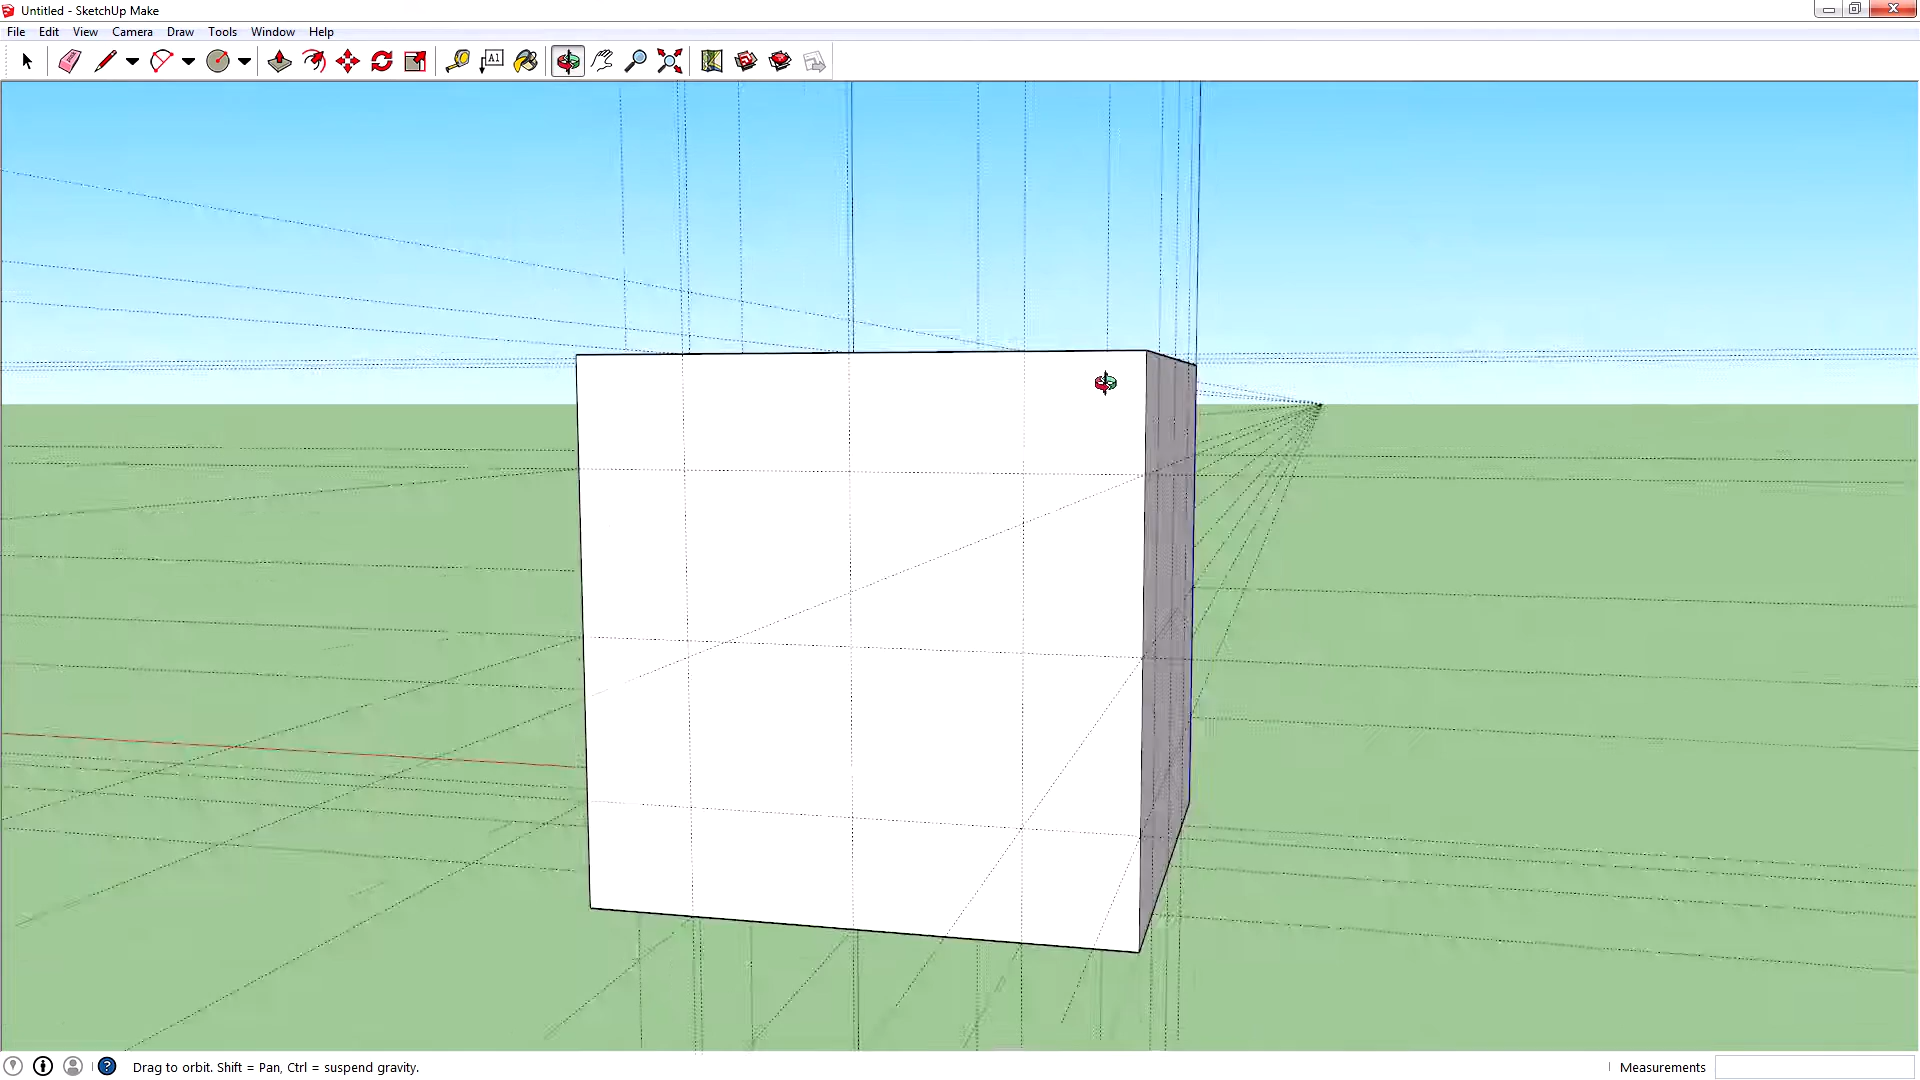 Untitled - SketchUp Make
File Edit View Camera Draw Tools Window Help
A1
Drag to orbit. Shift = Pan, Ctrl = suspend gravity.
Measurements